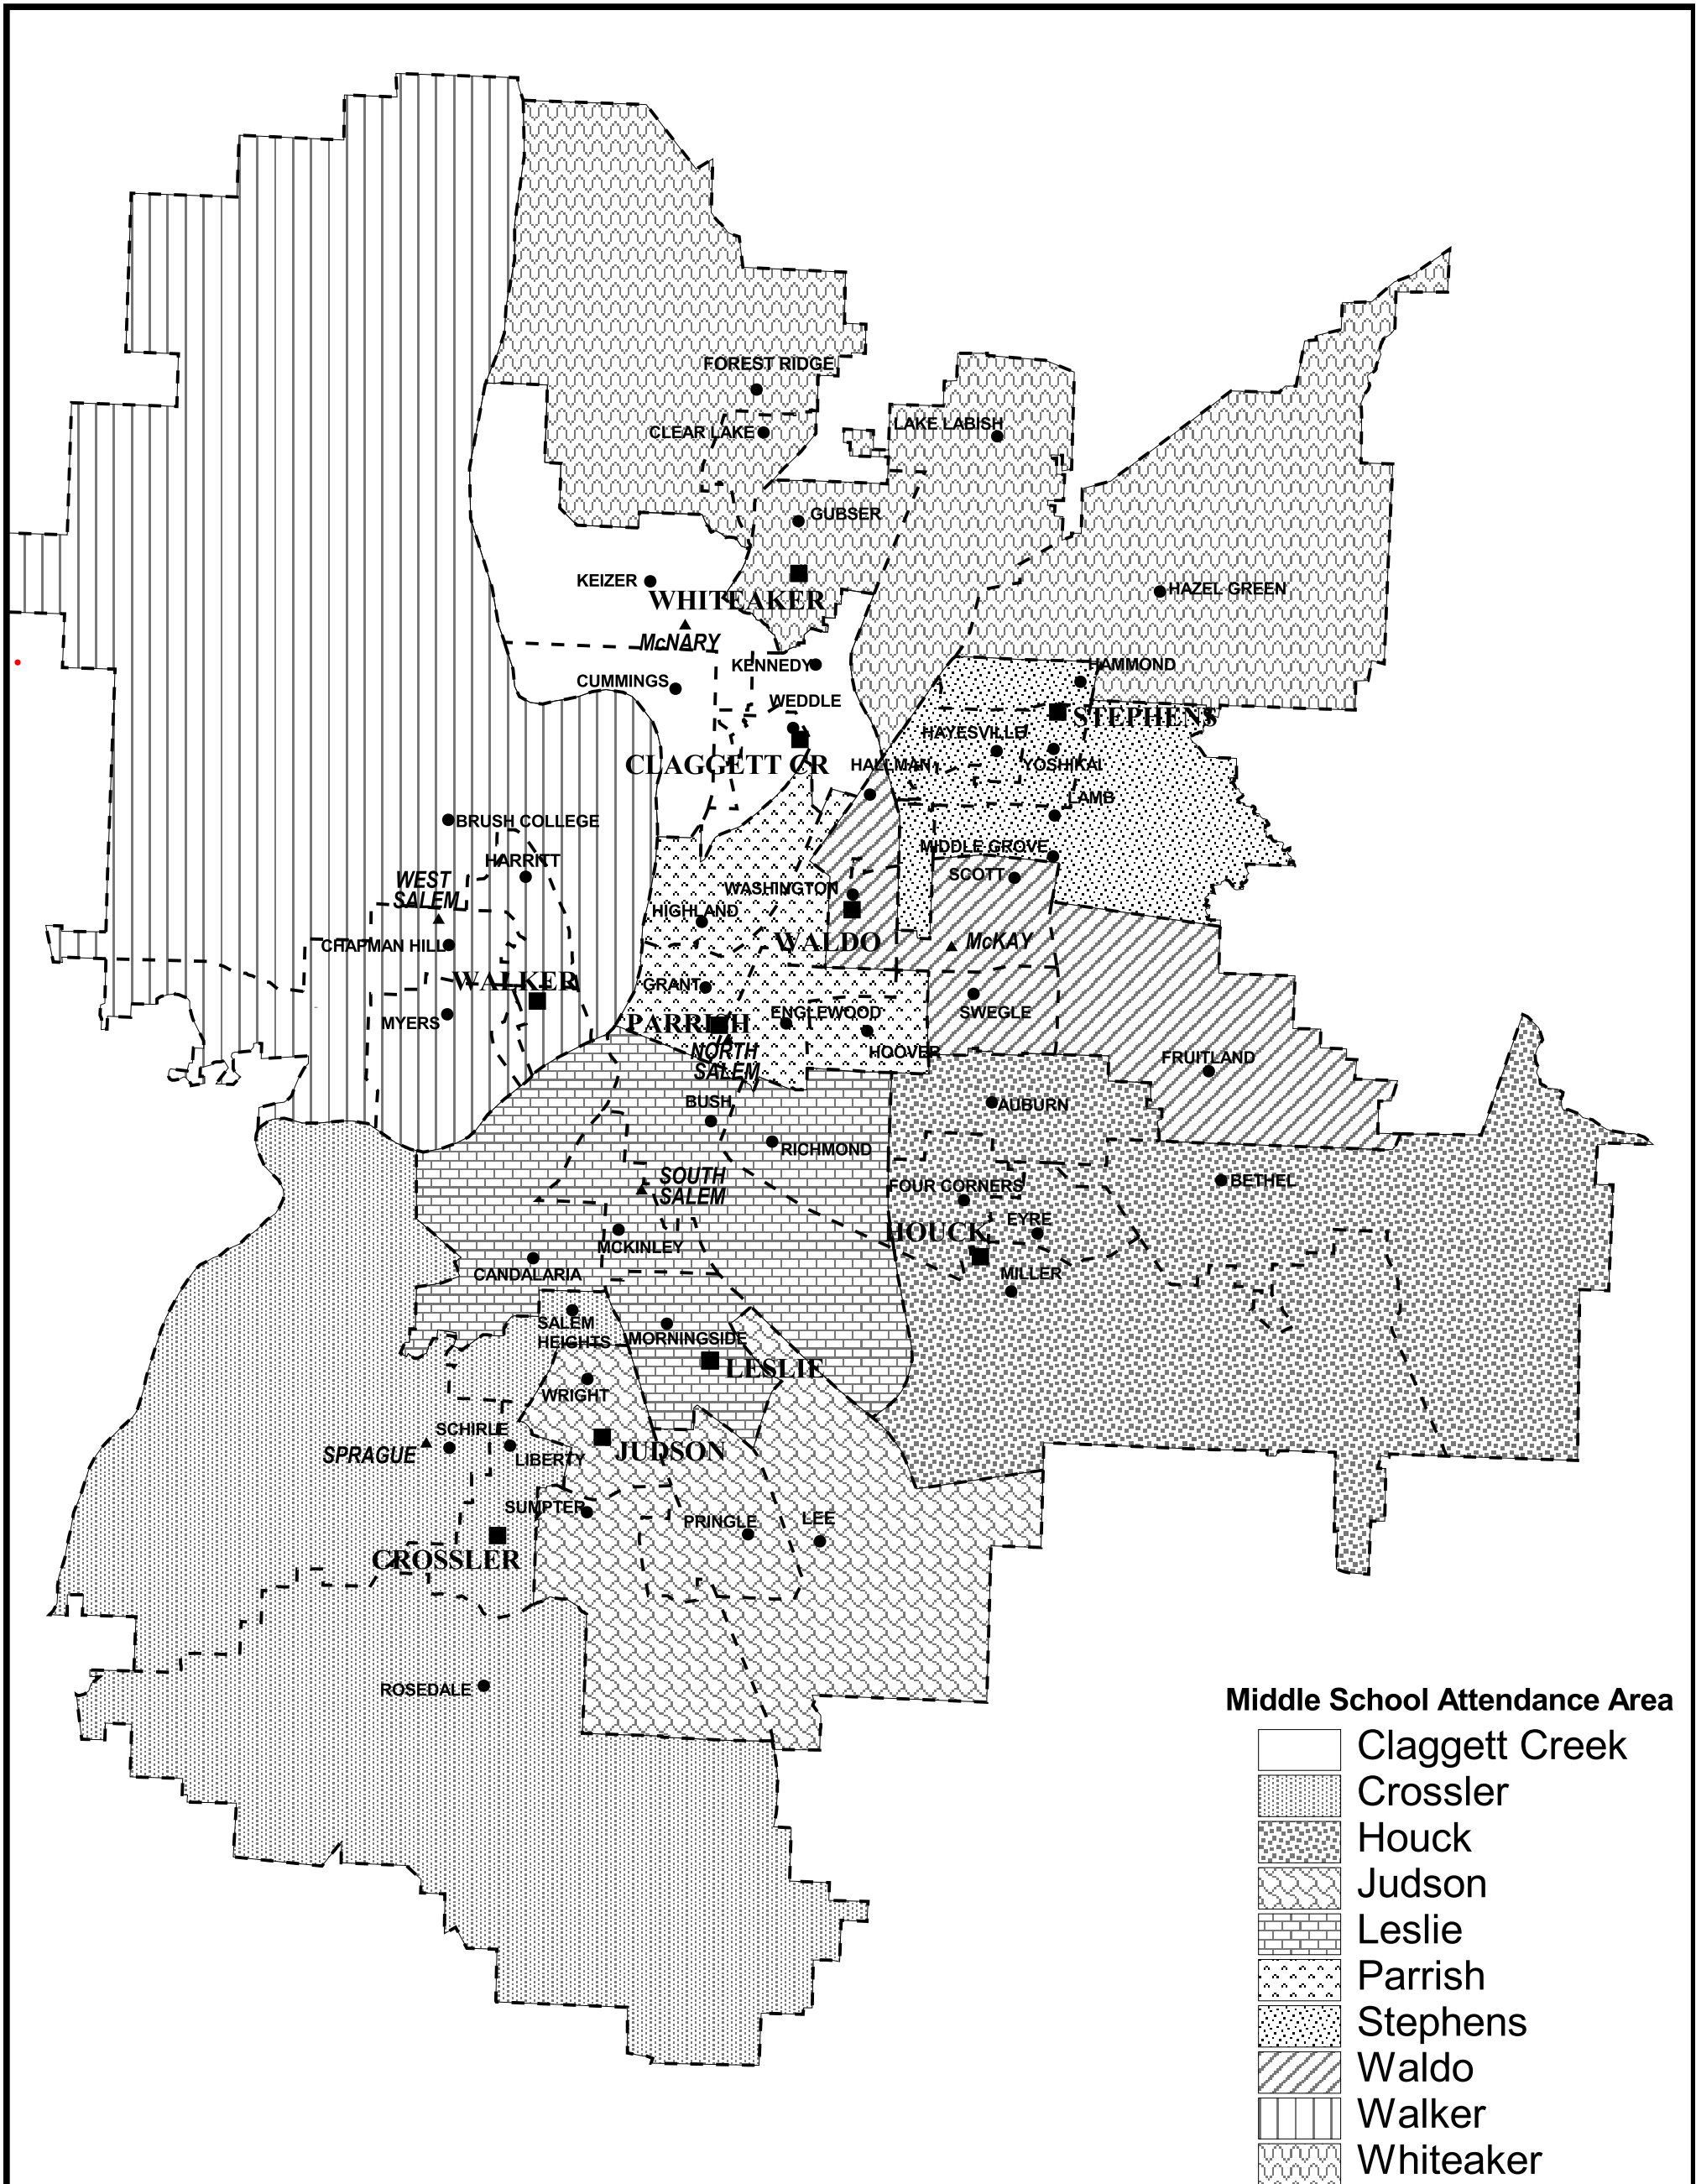 FOREST RIDGE
CLEAR LAKE
LAKE LABISH
GUBSER
KEIZER
WHITEAKER
HAZEL GREEN
McNARY
KENNEDY
HAMMOND
CUMMINGS
WEDDLE
STEPHENS
HAYESVILLE
CLAGGETT CR
HALLMAN
YOSHIKAI
LAMB
BRUSH COLLEGE
MIDDLE GROVE
HARRITT
SCOTT
WEST
SALEM
WASHINGTON
HIGHLAND
WALDO
McKAY
CHAPMAN HILL
WALKER
GRANT
ENGLEWOOD
SWEGLE
MYERS
PARRISH
NORTH
SALEM
HOOVER
FRUITLAND
BUSH
AUBURN
RICHMOND
SOUTH
SALEM
FOUR CORNERS
BETHEL
EYRE
HOUCK
MCKINLEY
CANDALARIA
MILLER
SALEM
HEIGHTS
MORNINGSIDE
LESLIE
WRIGHT
SCHIRLE
SPRAGUE
LIBERTY
JUDSON
SUMPTER
PRINGLE
LEE
CROSSLER
ROSEDALE
Middle School Attendance Area
Claggett Creek
Crossler
Houck
Judson
Leslie
Parrish
Stephens
Waldo
Walker
Whiteaker